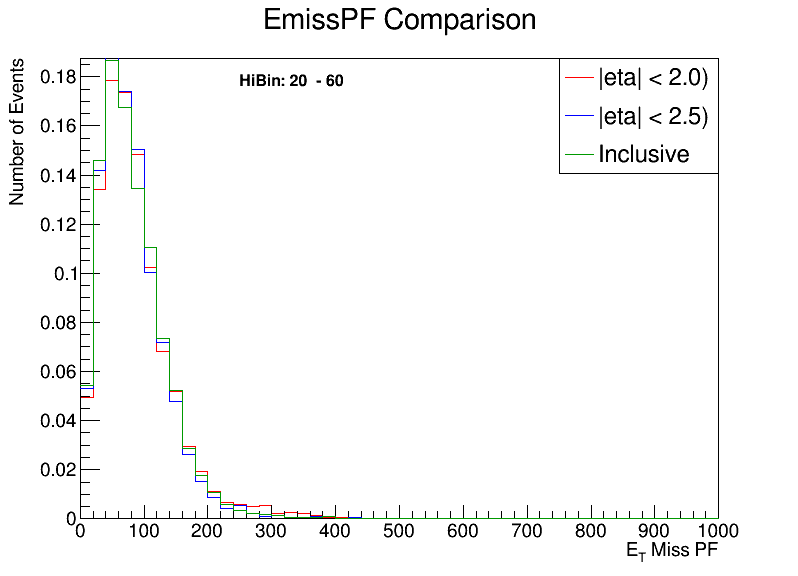 EmissPF Comparison
Number of Events
HiBin: 20  - 60
|eta| < 2.0)
|eta| < 2.5)
Inclusive
0.18
0.16
0.14
0.12
0.1
0.08
0.06
0.04
0.02
0
0 100 200 300 400 500 600 700 800 900 1000
E_T Miss PF